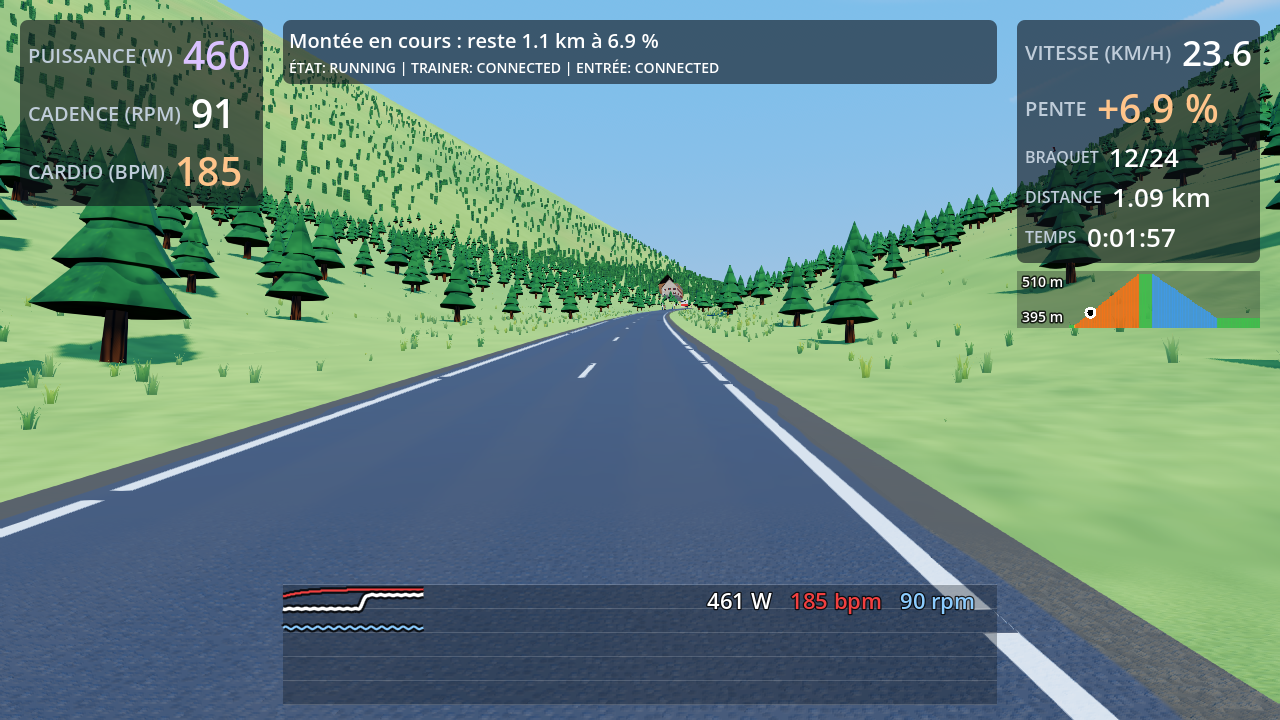 PUISSANCE (W) 460
CADENCE (RPM) 91
CARDIO (BPM) 185
Montée en cours : reste 1.1 km à 6.9 %
ÉTAT: RUNNING | TRAINER: CONNECTED | ENTRÉE: CONNECTED
VITESSE (KM/H) 23.6
PENTE +6.9 %
BRAQUET 12/24
DISTANCE 1.09 km
TEMPS 0:01:57
510 m
395 m
461 W 185 bpm 90 rpm